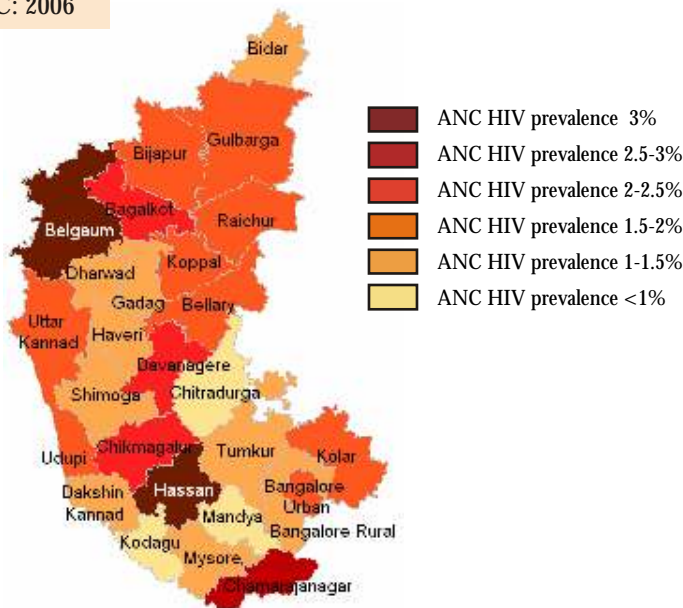 C: 2006
Bidar
Gulbarga
Bijapur
Bagalkot
Raichur
Belgaum
Koppal
Dharwad
Gadag
Bellary
Uttar
Kannad
Haveri
Davanagere
Chitradurga
Shimoga
Chikmagalur
Tumkur
Kolar
Udupi
Hassan
Bangalore
Urban
Dakshin
Kannad
Mandya
Bangalore Rural
Kodagu
Mysore
Chamarajanagar
ANC HIV prevalence 3%
ANC HIV prevalence 2.5-3%
ANC HIV prevalence 2-2.5%
ANC HIV prevalence 1.5-2%
ANC HIV prevalence 1-1.5%
ANC HIV prevalence <1%